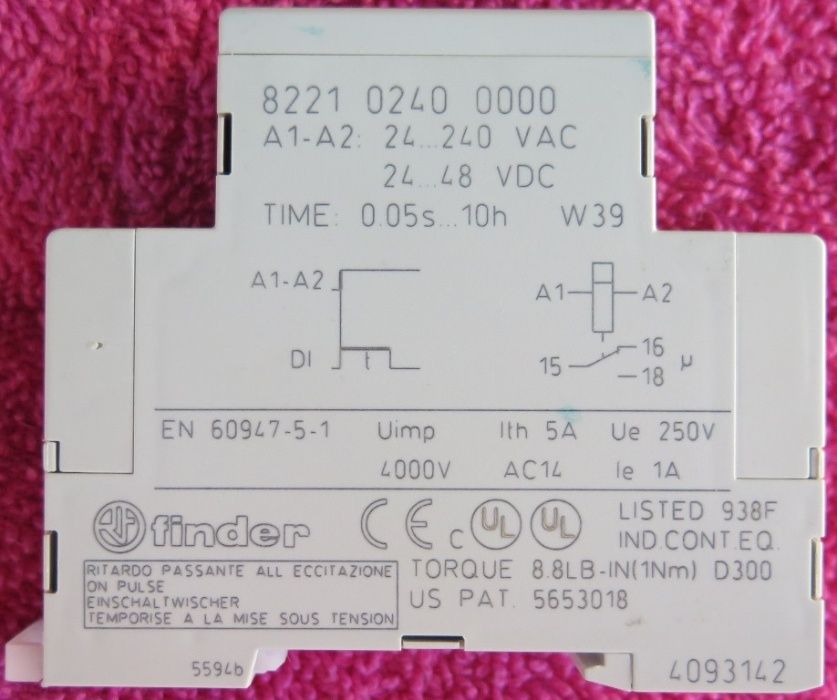 8221 0240 0000
A1-A2: 24...240 VAC
24...48 VDC
TIME: 0.05s...10h W39
A1-A2
DI t
A1 A2
15 16 μ
18
EN 60947-5-1 Uimp Ith 5A Ue 250V
4000V AC14 Ie 1A
finder CE c UL UL LISTED 938F
IND.CONT.EQ.
RITARDO PASSANTE ALL ECCITAZIONE
ON PULSE
EINSCHALTWISCHER
TEMPORISE A LA MISE SOUS TENSION
TORQUE 8.8LB-IN(1Nm) D300
US PAT. 5653018
5594b
4093142